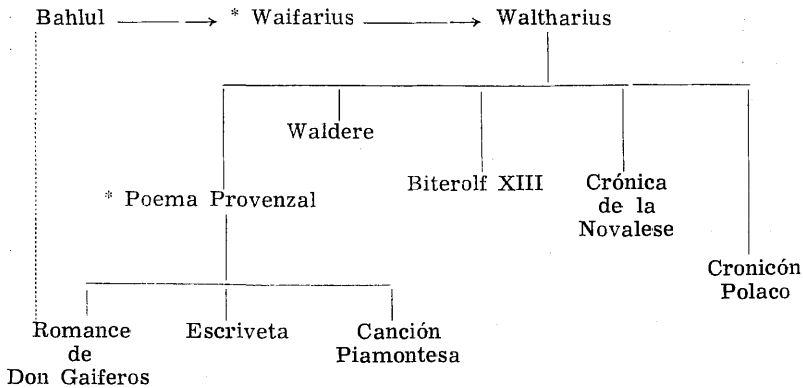 Bahlul * Waifarius Waltharius
Waldere
Biterolf XIII
Crónica
de la
Novalese
* Poema Provenzal
Cronicón
Polaco
Romance
de
Don Gaiferos
Escriveta
Canción
Piamontesa